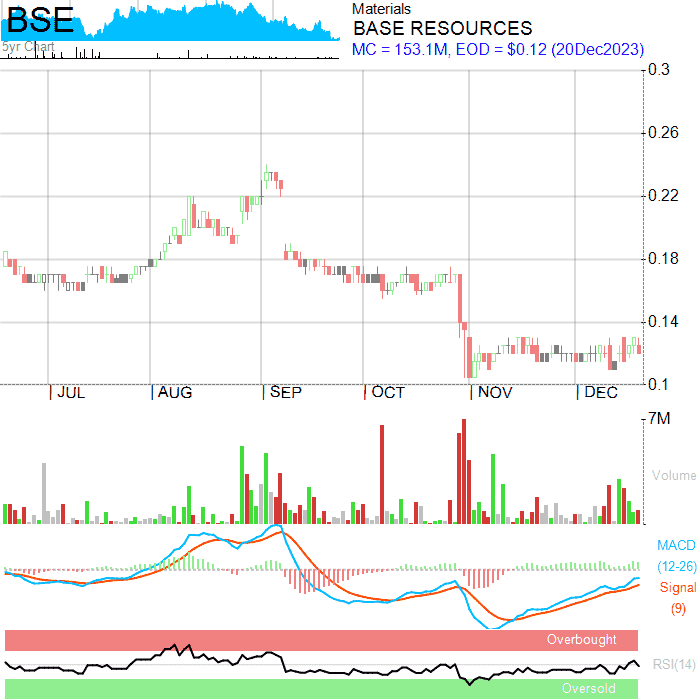 BSE
5yr Chart
Materials
BASE RESOURCES
MC = 153.1M, EOD = $0.12 (20Dec2023)
0.3
0.26
0.22
0.18
0.14
0.1
JUL AUG SEP OCT NOV DEC
7M
Volume
MACD
(12-26)
Signal
(9)
Overbought
RSI(14)
Oversold